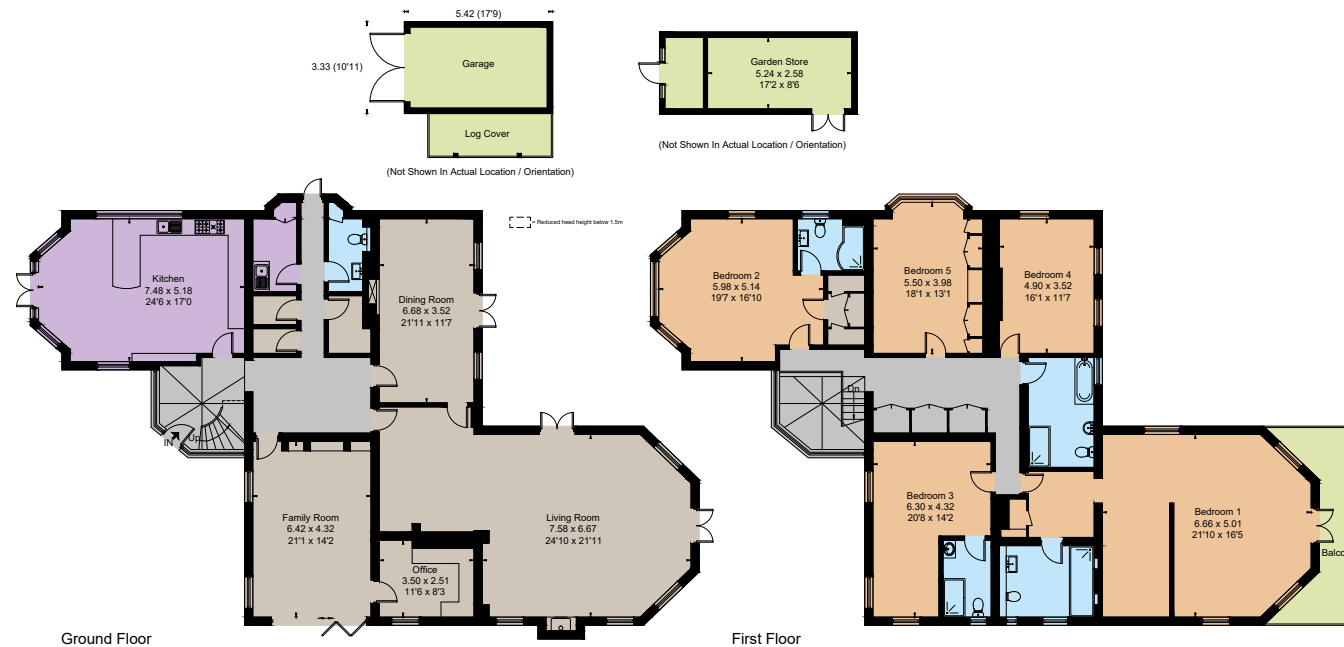 5.42 (17'9)
3.33 (10'11)
Garage
Log Cover
(Not Shown In Actual Location / Orientation)
Garden Store
5.24 x 2.58
17'2 x 8'6
(Not Shown In Actual Location / Orientation)
= Reduced head height below 1.5m
Kitchen
7.48 x 5.18
24'6 x 17'0
Dining Room
6.68 x 3.52
21'11 x 11'7
IN
Up
Family Room
6.42 x 4.32
21'1 x 14'2
Office
3.50 x 2.51
11'6 x 8'3
Living Room
7.58 x 6.67
24'10 x 21'11
Ground Floor
Bedroom 2
5.98 x 5.14
19'7 x 16'10
Bedroom 5
5.50 x 3.98
18'1 x 13'1
Bedroom 4
4.90 x 3.52
16'1 x 11'7
Dn
Bedroom 3
6.30 x 4.32
20'8 x 14'2
Bedroom 1
6.66 x 5.01
21'10 x 16'5
Balco
First Floor